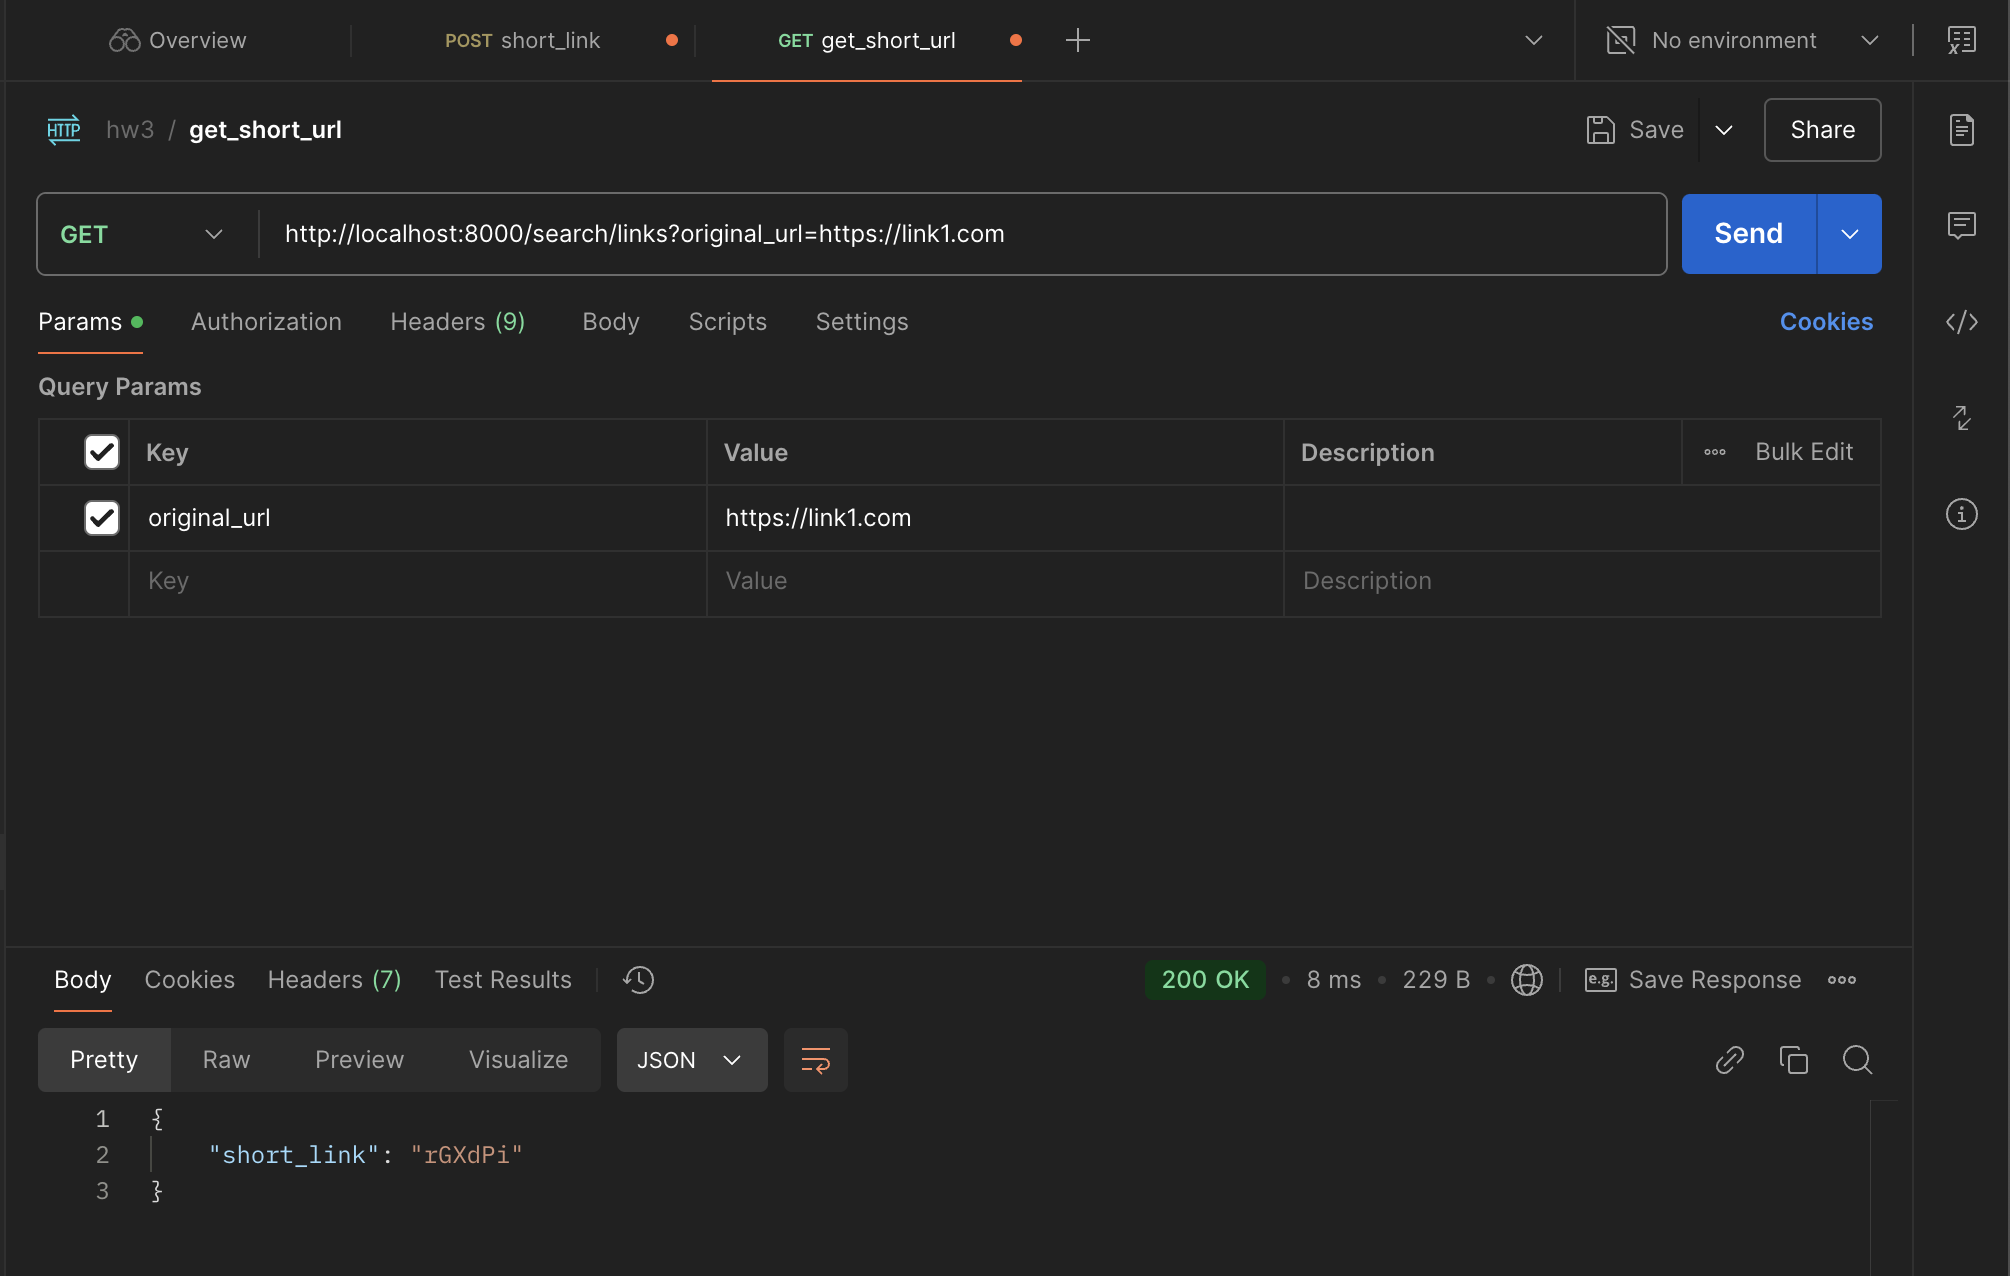 Overview
POST short_link
GET get_short_url
No environment
HTTP hw3 / get_short_url
Save
Share
GET http://localhost:8000/search/links?original_url=https://link1.com
Send
Params Authorization Headers (9) Body Scripts Settings Cookies
Query Params
Key Value Description Bulk Edit
original_url https://link1.com
Key Value Description
Body Cookies Headers (7) Test Results 200 OK • 8 ms • 229 B • e.g. Save Response
Pretty Raw Preview Visualize JSON
1 {
2 "short_link": "rGXdPi"
3 }